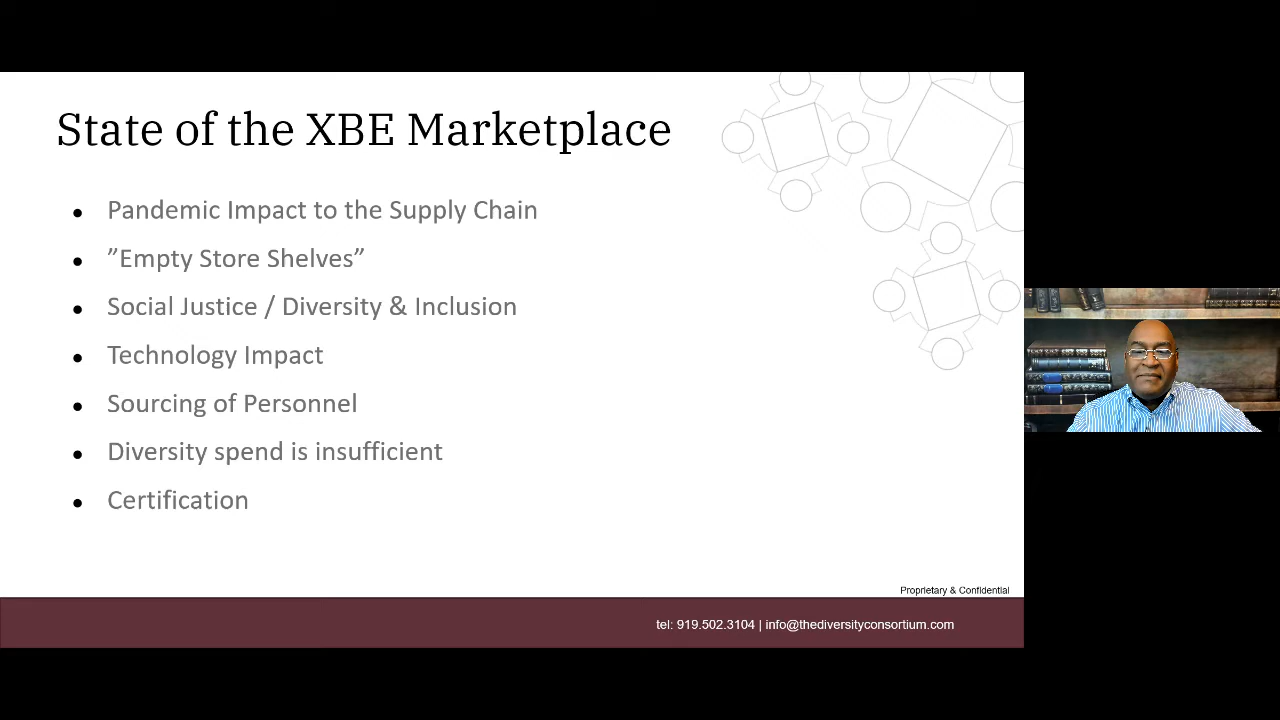 State of the XBE Marketplace
• Pandemic Impact to the Supply Chain
• ”Empty Store Shelves”
• Social Justice / Diversity & Inclusion
• Technology Impact
• Sourcing of Personnel
• Diversity spend is insufficient
• Certification
Proprietary & Confidential
tel: 919.502.3104 | info@thediversityconsortium.com